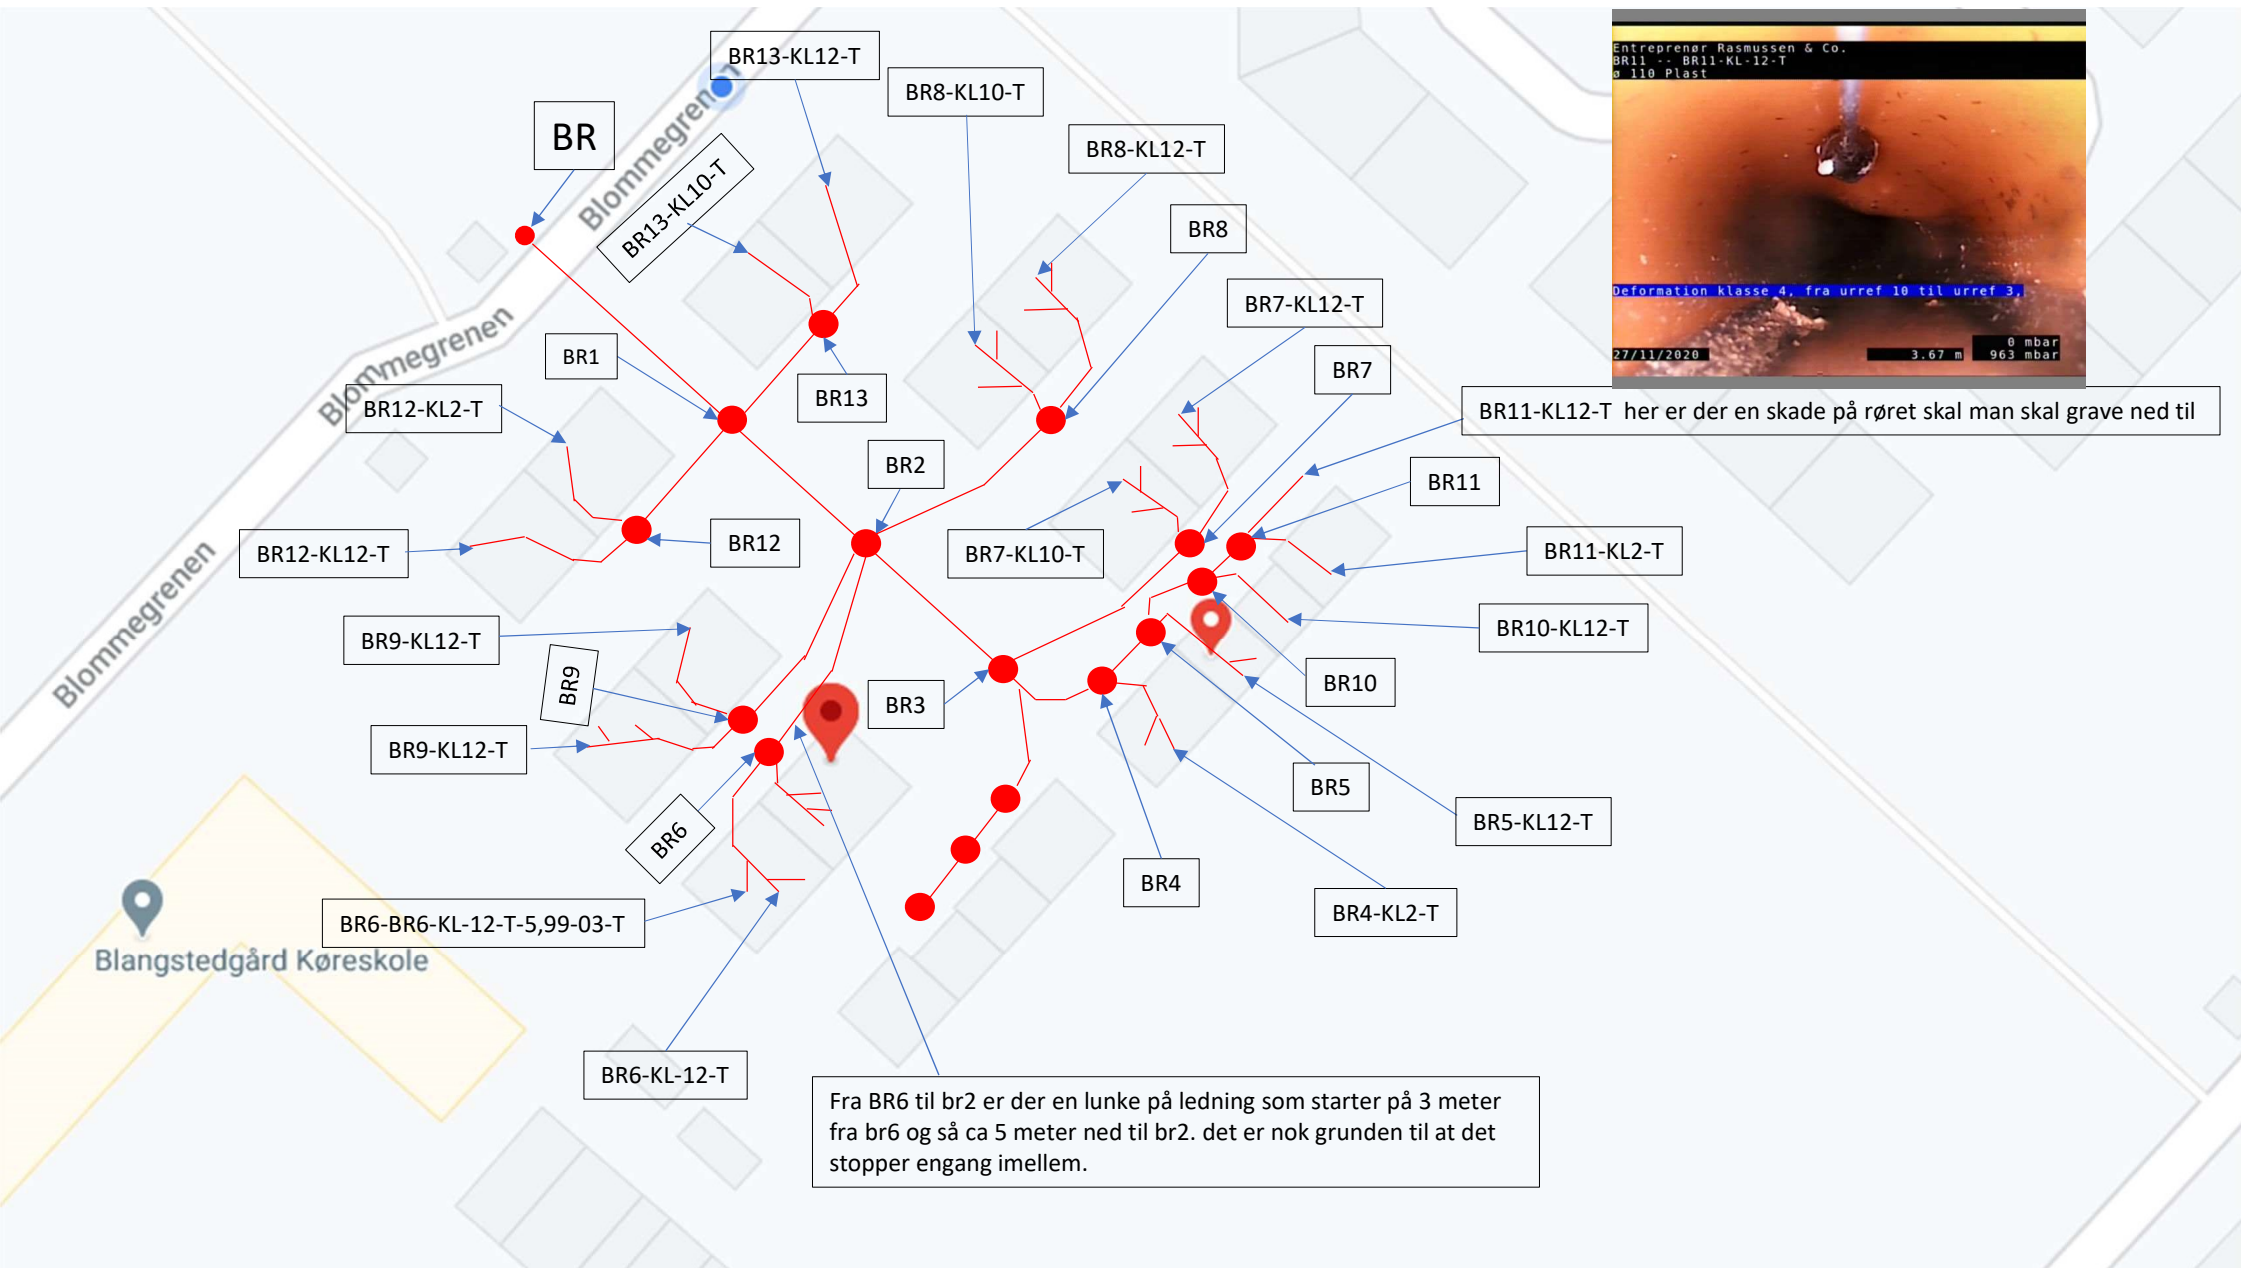 Entreprenør Rasmussen & Co.
BR11 -- BR11-KL-12-T
ø 110 Plast
Deformation klasse 4, fra urref 10 til urref 3,
0 mbar
27/11/2020
3.67 m
963 mbar
BR13-KL12-T
BR8-KL10-T
BR
BR8-KL12-T
BR13-KL10-T
BR8
BR7-KL12-T
BR1
BR7
BR13
BR12-KL2-T
BR11-KL12-T her er der en skade på røret skal man skal grave ned til
BR2
BR11
BR12-KL12-T
BR12
BR7-KL10-T
BR11-KL2-T
BR9-KL12-T
BR10-KL12-T
BR9
BR3
BR10
BR9-KL12-T
BR5
BR6
BR5-KL12-T
BR4
BR4-KL2-T
BR6-BR6-KL-12-T-5,99-03-T
BR6-KL-12-T
Fra BR6 til br2 er der en lunke på ledning som starter på 3 meter
fra br6 og så ca 5 meter ned til br2. det er nok grunden til at det
stopper engang imellem.
Blommegrenen
Blommegrenen
Blommegrenen
Blangstedgård Køreskole